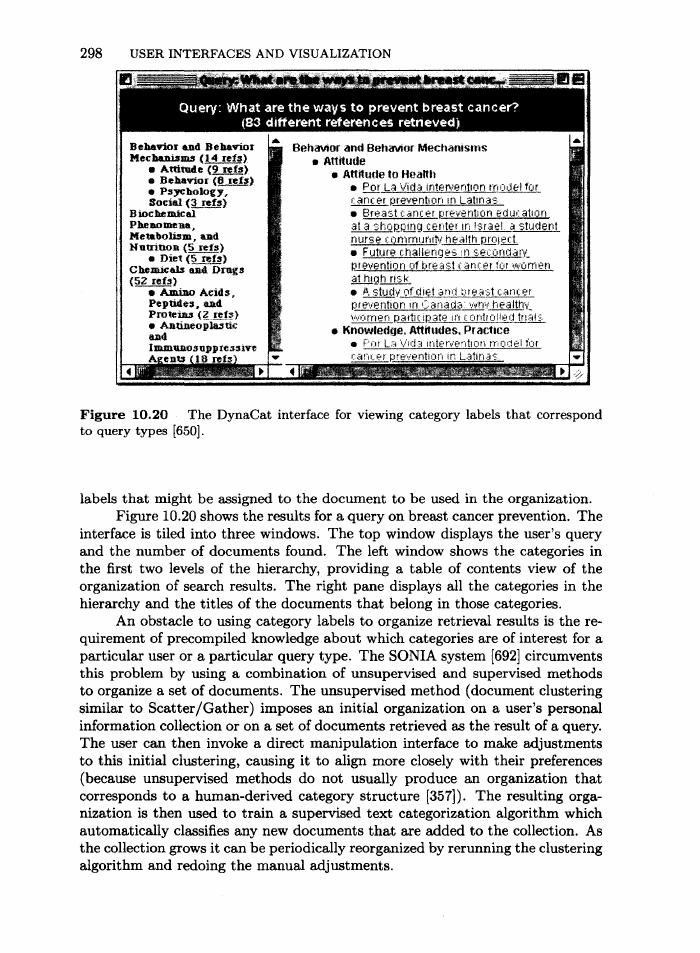 298 USER INTERFACES AND VISUALIZATION
Query: What are the ways to prevent breast canc...
Query: What are the ways to prevent breast cancer?
(83 different references retrieved)
Behavior and Behavior
Mechanisms (14 refs)
• Attitude (9 refs)
• Behavior (8 refs)
• Psychology,
Social (3 refs)
Biochemical
Phenomena,
Metabolism, and
Nutrition (5 refs)
• Diet (5 refs)
Chemicals and Drugs
(52 refs)
• Amino Acids,
Peptides, and
Proteins (2 refs)
• Antineoplastic
and
Immunosuppressive
Agents (18 refs)
Behavior and Behavior Mechanisms
• Attitude
• Attitude to Health
• Por La Vida intervention model for
cancer prevention in Latinas.
• Breast cancer prevention education
at a shopping center in Israel: a student
nurse community health project.
• Future challenges in secondary
prevention of breast cancer for women
at high risk.
• A study of diet and breast cancer
prevention in Canada: why healthy
women participate in controlled trials.
• Knowledge, Attitudes, Practice
• Por La Vida intervention model for
cancer prevention in Latinas.
Figure 10.20 The DynaCat interface for viewing category labels that correspond
to query types [650].
labels that might be assigned to the document to be used in the organization.
Figure 10.20 shows the results for a query on breast cancer prevention. The
interface is tiled into three windows. The top window displays the user's query
and the number of documents found. The left window shows the categories in
the first two levels of the hierarchy, providing a table of contents view of the
organization of search results. The right pane displays all the categories in the
hierarchy and the titles of the documents that belong in those categories.
An obstacle to using category labels to organize retrieval results is the re-
quirement of precompiled knowledge about which categories are of interest for a
particular user or a particular query type. The SONIA system [692] circumvents
this problem by using a combination of unsupervised and supervised methods
to organize a set of documents. The unsupervised method (document clustering
similar to Scatter/Gather) imposes an initial organization on a user's personal
information collection or on a set of documents retrieved as the result of a query.
The user can then invoke a direct manipulation interface to make adjustments
to this initial clustering, causing it to align more closely with their preferences
(because unsupervised methods do not usually produce an organization that
corresponds to a human-derived category structure [357]). The resulting orga-
nization is then used to train a supervised text categorization algorithm which
automatically classifies any new documents that are added to the collection. As
the collection grows it can be periodically reorganized by rerunning the clustering
algorithm and redoing the manual adjustments.